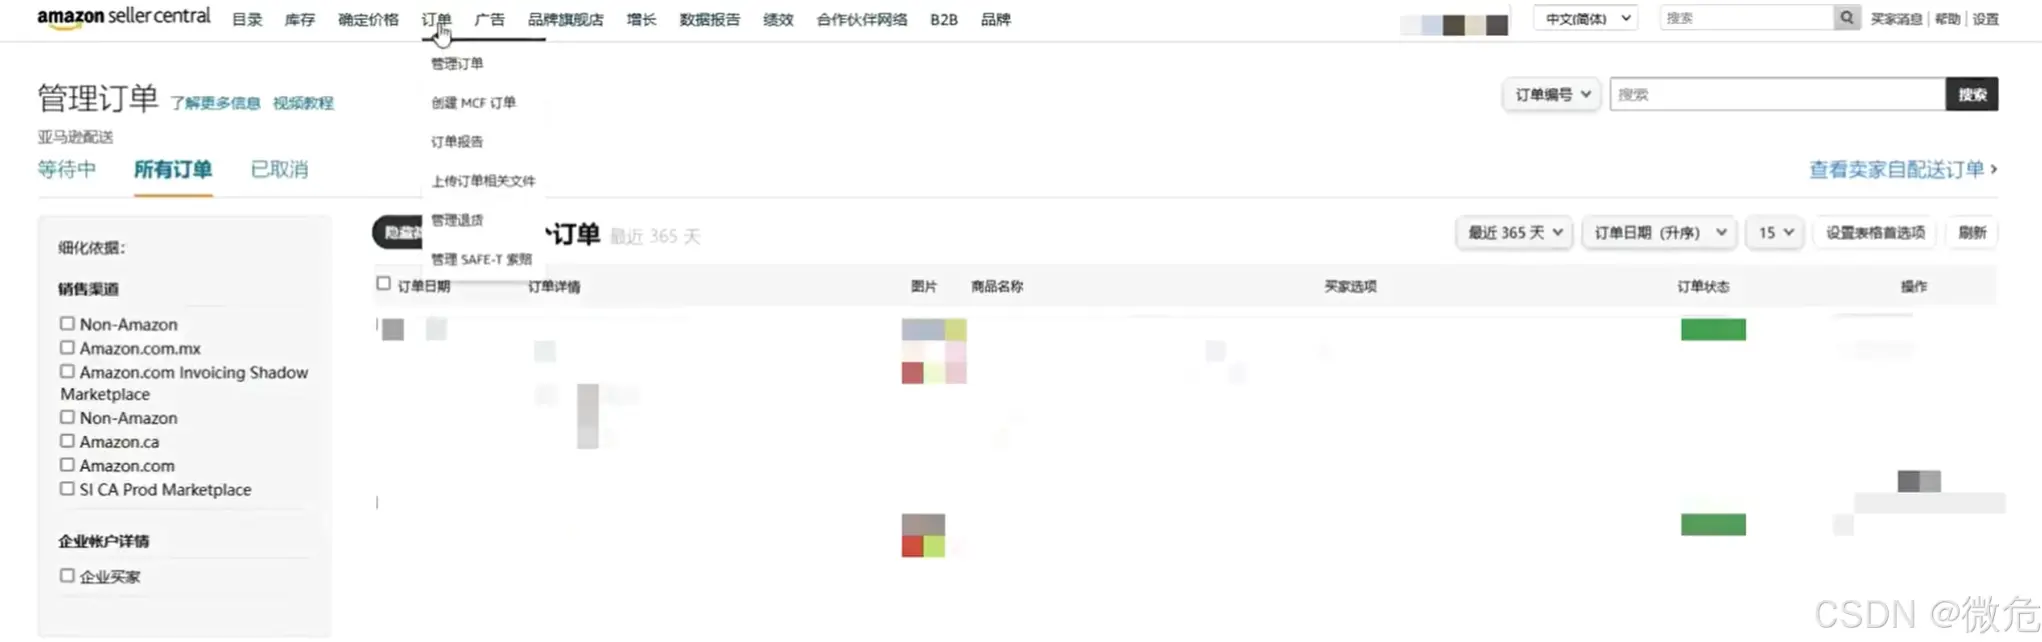 amazon seller central 目录 库存 确定价格 订单 广告 品牌旗舰店 增长 数据报告 绩效 合作伙伴网络 B2B 品牌 中文(简体) 搜索 买家消息 帮助 设置
管理订单
创建 MCF 订单
订单报告
上传订单相关文件
管理退货
管理 SAFE-T 索赔
管理订单 了解更多信息 视频教程
订单编号 搜索 搜索
亚马逊配送
等待中 所有订单 已取消
查看卖家自配送订单
订单 最近 365 天
最近 365 天 订单日期（升序） 15 设置表格首选项 刷新
订单日期 订单详情 图片 商品名称 买家选项 订单状态 操作
细化依据：
销售渠道
Non-Amazon
Amazon.com.mx
Amazon.com Invoicing Shadow
Marketplace
Non-Amazon
Amazon.ca
Amazon.com
SI CA Prod Marketplace
企业帐户详情
企业买家
CSDN @微危